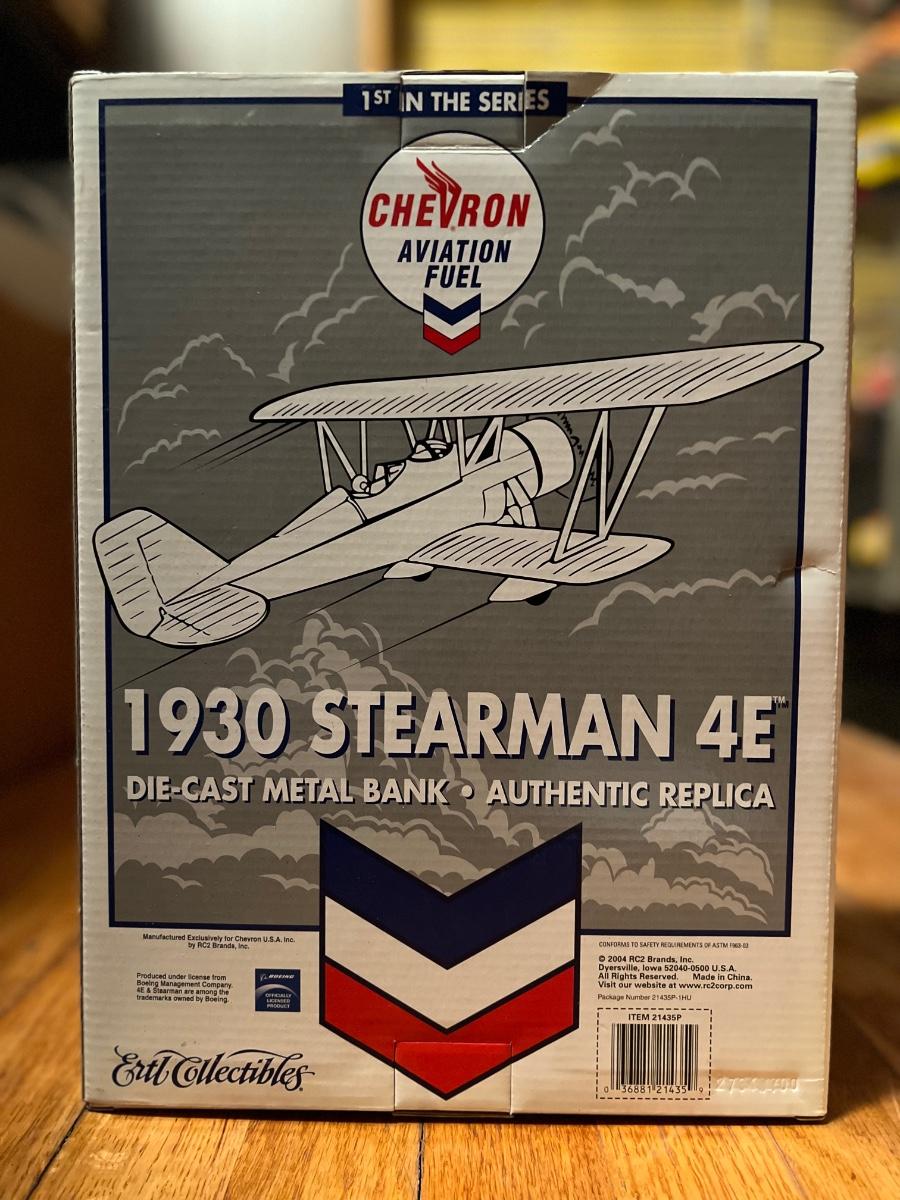 1ST IN THE SERIES
CHEVRON
AVIATION
FUEL
1930 STEARMAN 4E™
DIE-CAST METAL BANK • AUTHENTIC REPLICA
Manufactured Exclusively for Chevron U.S.A. Inc.
by RC2 Brands, Inc.
Produced under license from
Boeing Management Company.
4E & Stearman are among the
trademarks owned by Boeing.
BOEING
OFFICIALLY
LICENSED
PRODUCT
Ertl Collectibles
CONFORMS TO SAFETY REQUIREMENTS OF ASTM F963-03
© 2004 RC2 Brands, Inc.
Dyersville, Iowa 52040-0500 U.S.A.
All Rights Reserved. Made in China.
Visit our website at www.rc2corp.com
Package Number 21435P-1HU
ITEM 21435P
0 36881 21435 9